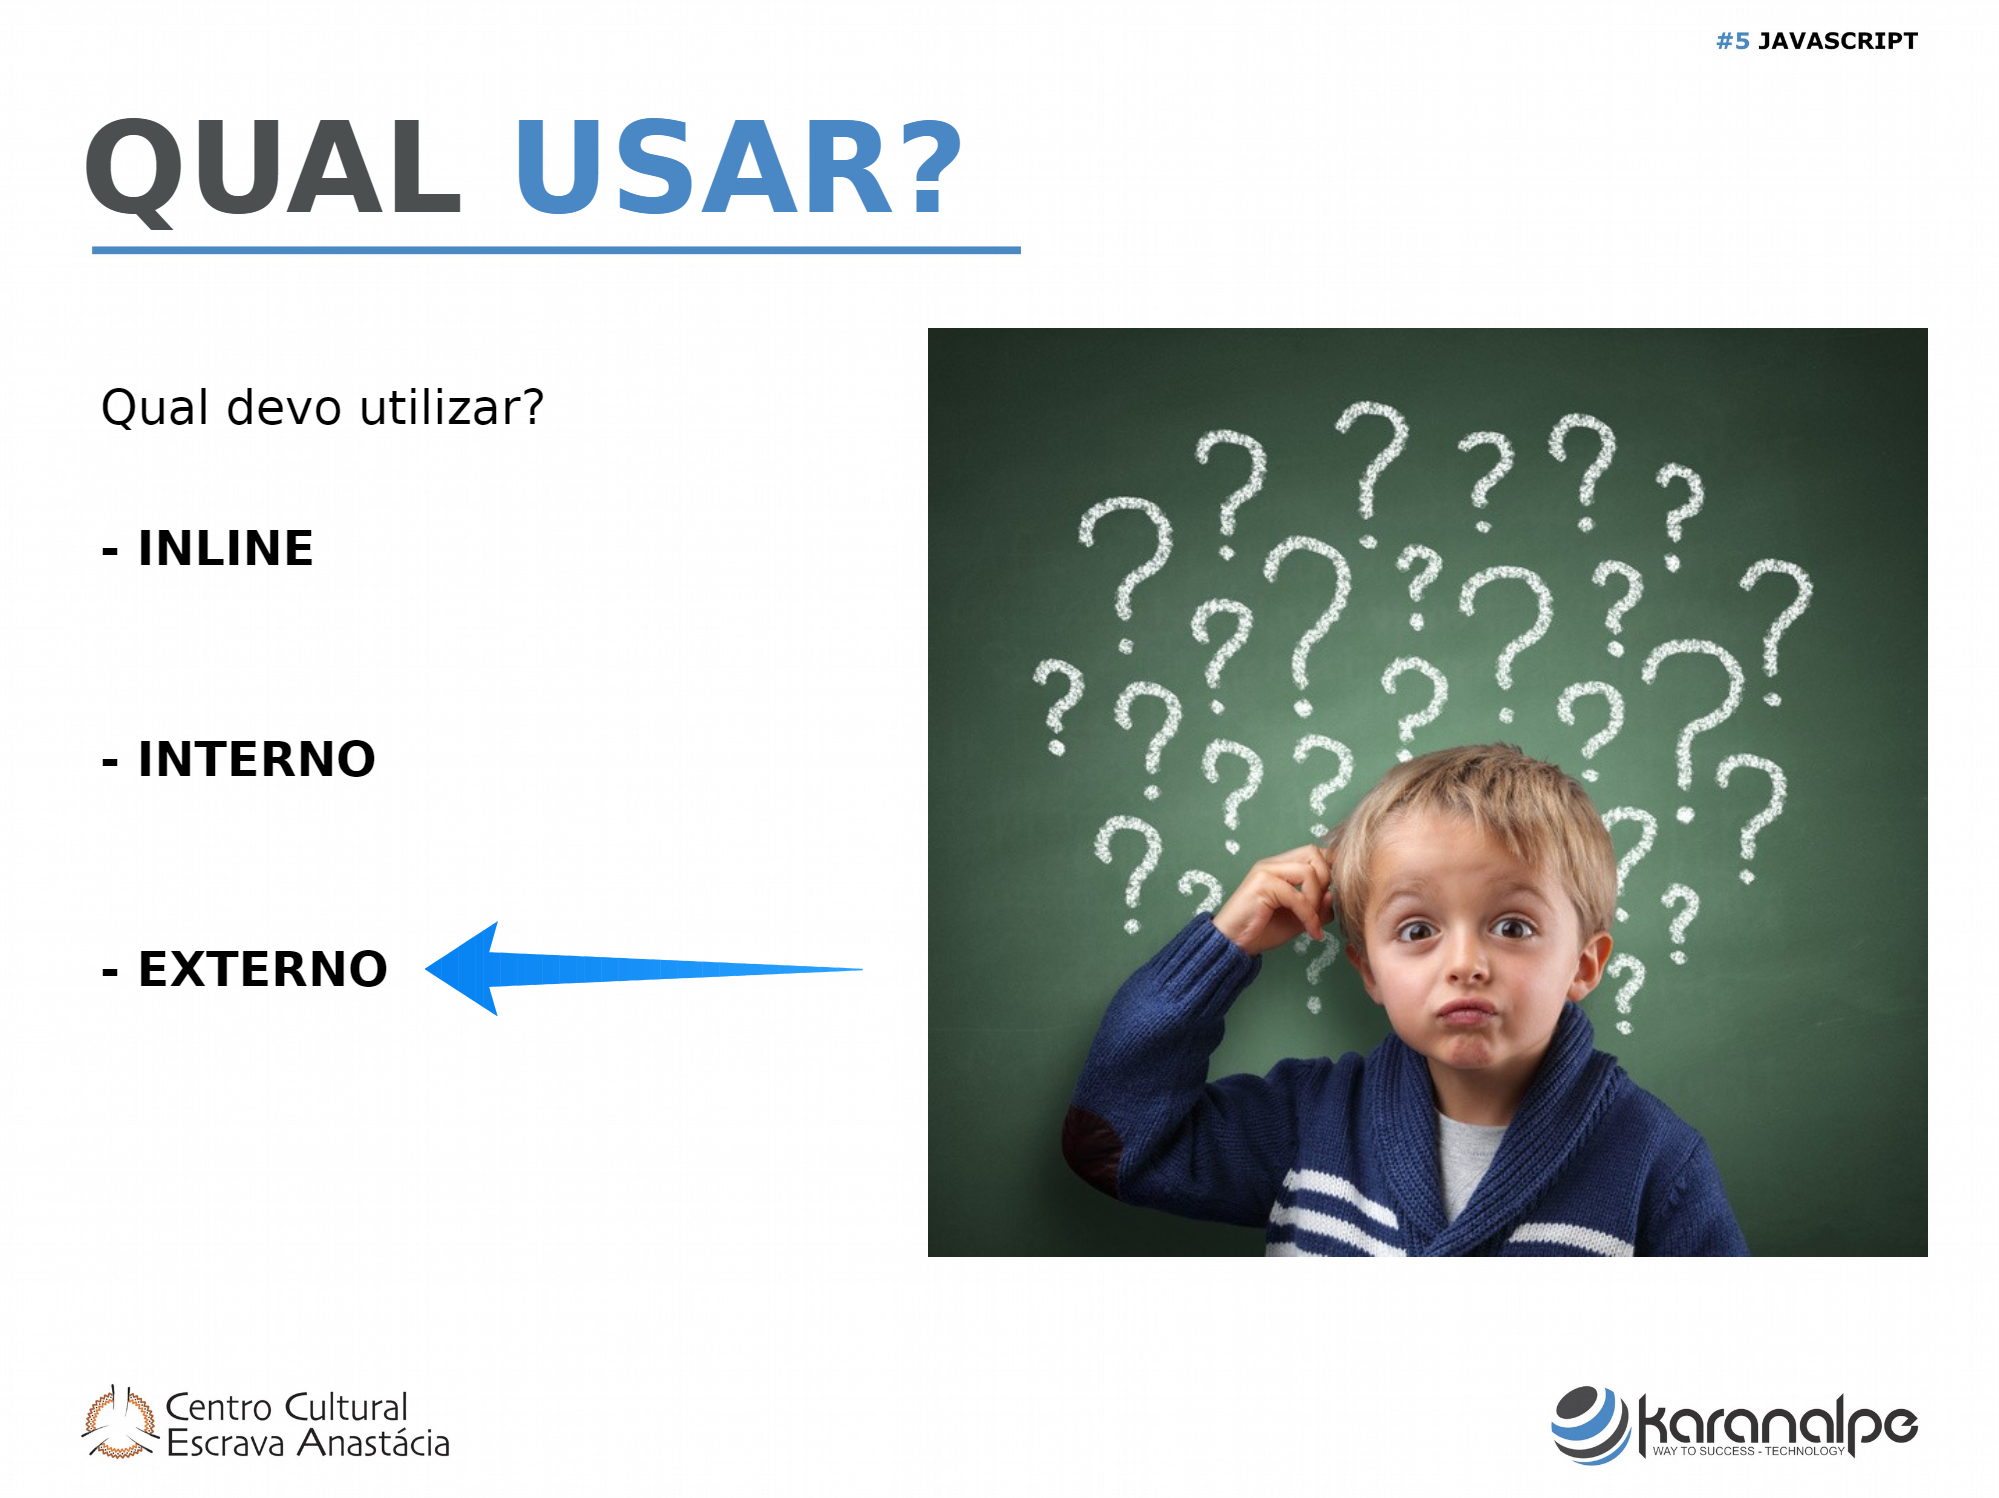 #5 JAVASCRIPT
QUAL USAR?
Qual devo utilizar?
- INLINE
- INTERNO
- EXTERNO
? ? ? ? ? ? ? ? ? ? ? ? ? ? ? ? ? ? ? ? ? ? ? ? ? ? ? ?
Centro Cultural
Escrava Anastácia
karanalpe
WAY TO SUCCESS - TECHNOLOGY